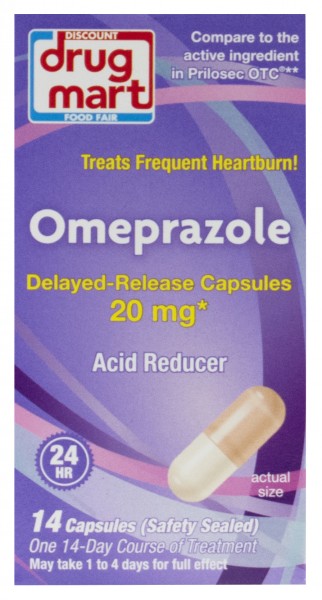 DISCOUNT
drug
mart
FOOD FAIR
Compare to the
active ingredient
in Prilosec OTC®**
Treats Frequent Heartburn!
Omeprazole
Delayed-Release Capsules
20 mg*
Acid Reducer
24
HR
actual
size
14 Capsules (Safety Sealed)
One 14-Day Course of Treatment
May take 1 to 4 days for full effect